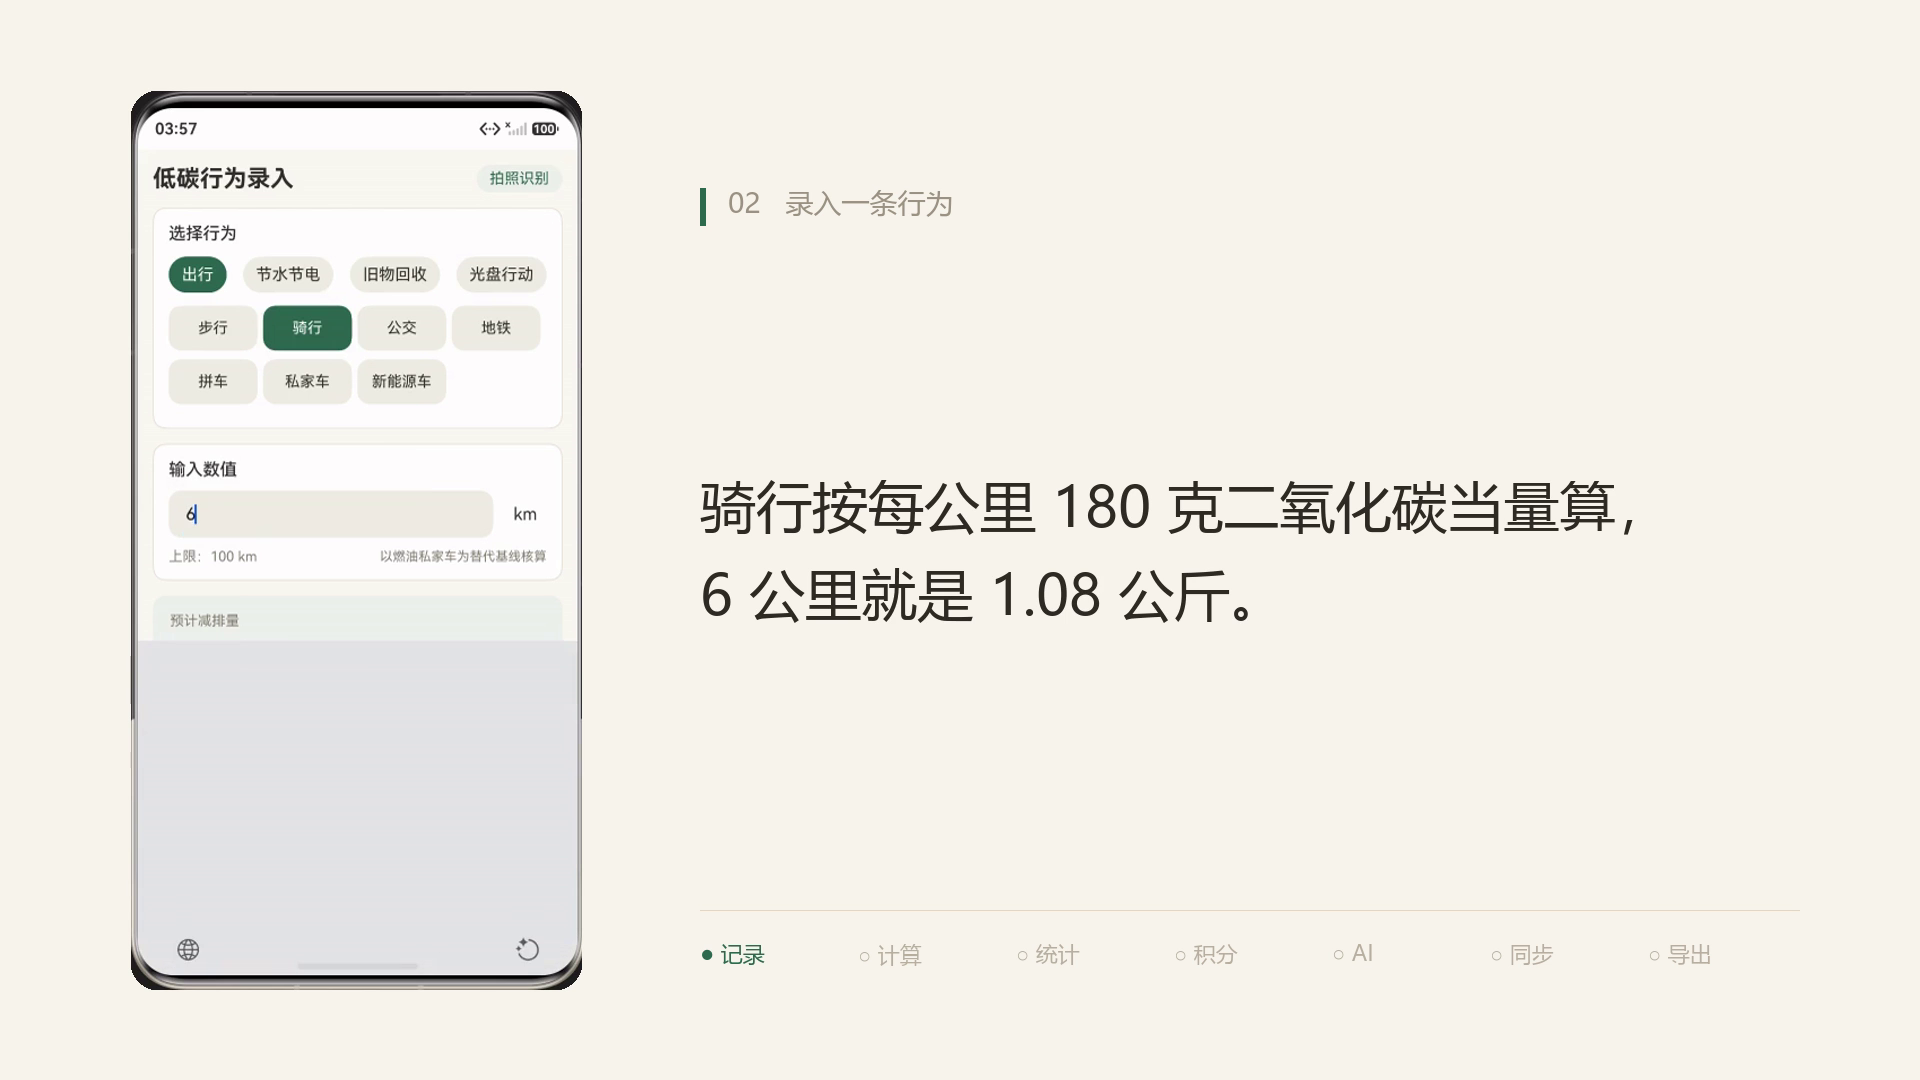 03:57
100
低碳行为录入
拍照识别
选择行为
出行 节水节电 旧物回收 光盘行动
步行 骑行 公交 地铁
拼车 私家车 新能源车
输入数值
6 km
上限: 100 km 以燃油私家车为替代基线核算
预计减排量
02 录入一条行为
骑行按每公里 180 克二氧化碳当量算，
6 公里就是 1.08 公斤。
记录 计算 统计 积分 AI 同步 导出